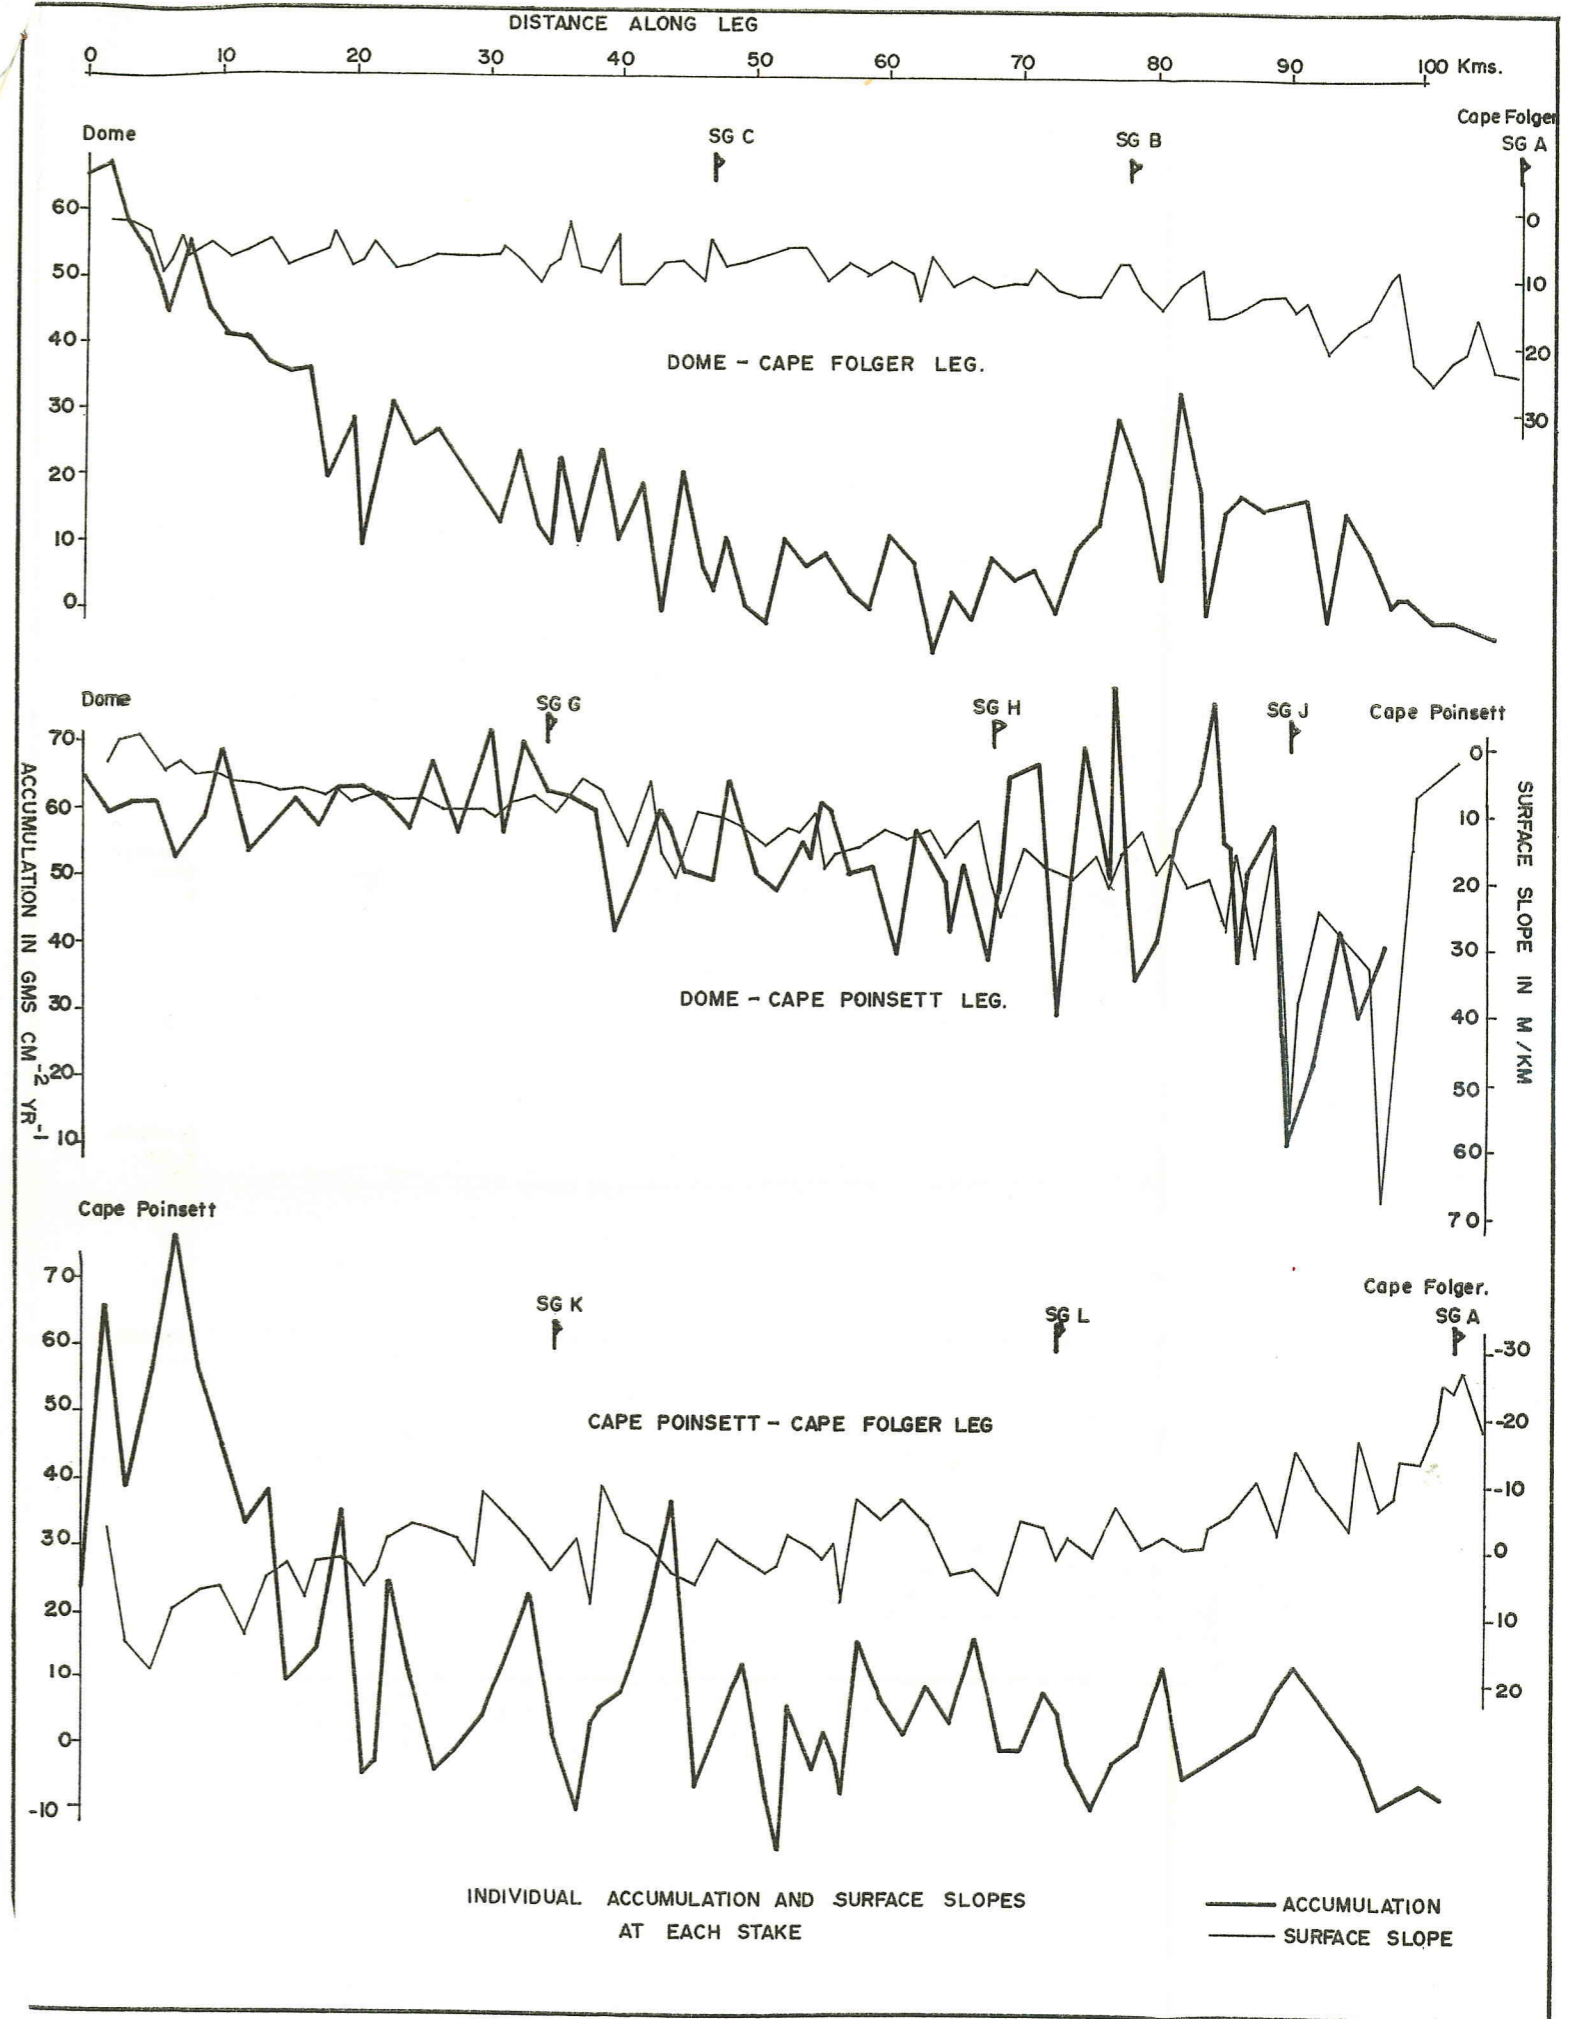 DISTANCE ALONG LEG
0 10 20 30 40 50 60 70 80 90 100 Kms.
Dome
SG C
SG B
Cape Folger
SG A
60
50
40
30
20
10
0
0
10
20
30
DOME - CAPE FOLGER LEG.
Dome
SG G
SG H
SG J
Cape Poinsett
70
60
50
40
30
20
10
0
10
20
30
40
50
60
70
ACCUMULATION IN GMS CM-2 YR-1
SURFACE SLOPE IN M/KM
DOME - CAPE POINSETT LEG.
Cape Poinsett
SG K
SG L
Cape Folger.
SG A
70
60
50
40
30
20
10
0
-10
-30
-20
-10
0
10
20
CAPE POINSETT - CAPE FOLGER LEG
INDIVIDUAL ACCUMULATION AND SURFACE SLOPES
AT EACH STAKE
ACCUMULATION
SURFACE SLOPE